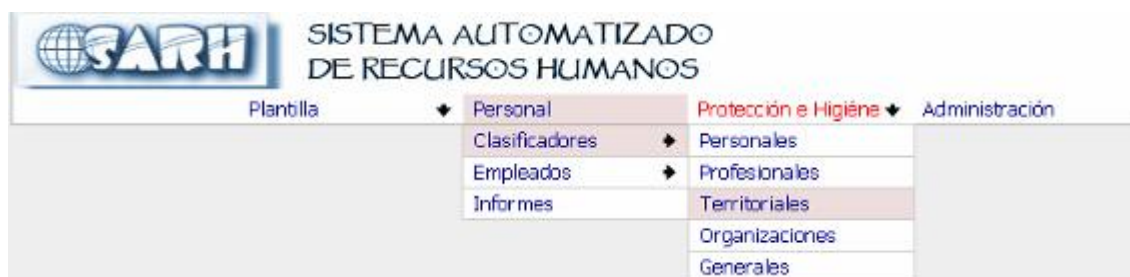 SARH
SISTEMA AUTOMATIZADO
DE RECURSOS HUMANOS
Plantilla Personal Protección e Higiéne Administración
Clasificadores Personales
Empleados Profesionales
Informes Territoriales
Organizaciones
Generales